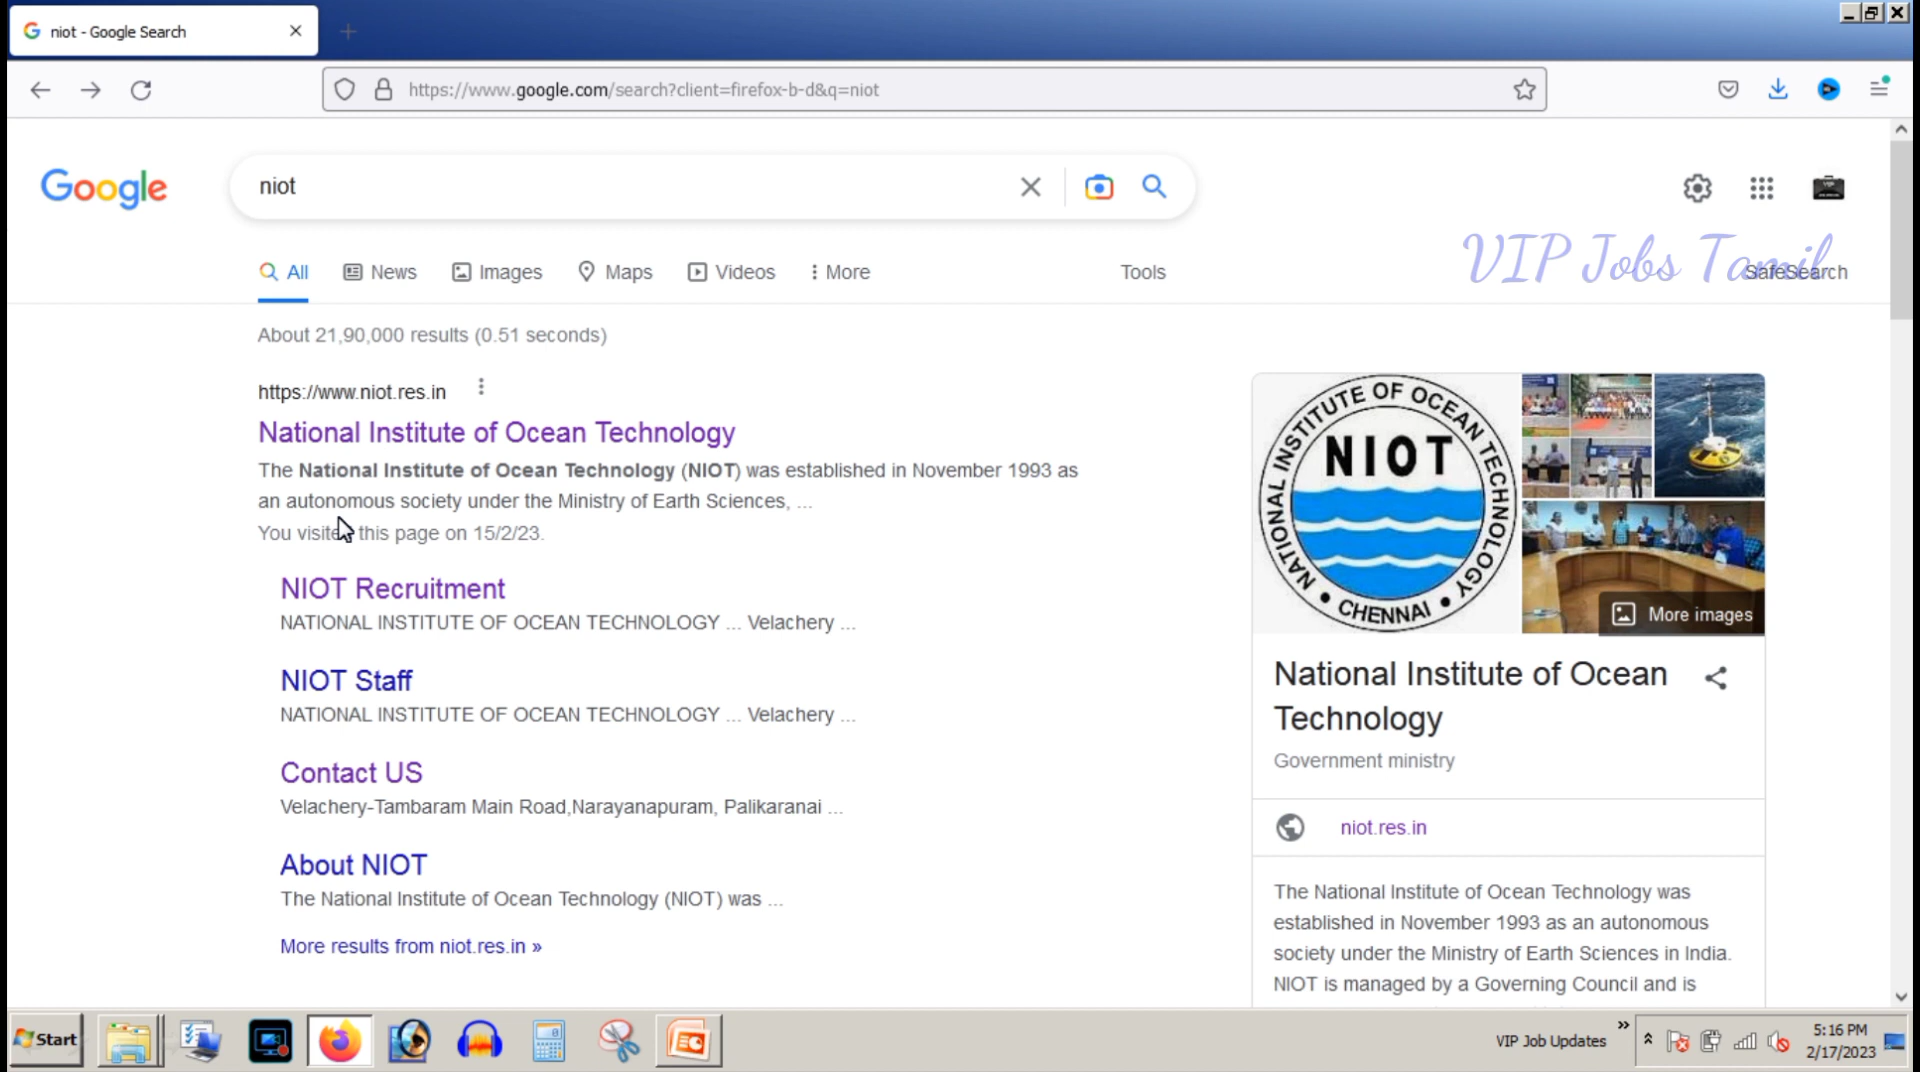 niot - Google Search
https://www.google.com/search?client=firefox-b-d&q=niot
Google
niot
All
News
Images
Maps
Videos
More
Tools
SafeSearch
VIP Jobs Tamil
About 21,90,000 results (0.51 seconds)
https://www.niot.res.in
National Institute of Ocean Technology
The National Institute of Ocean Technology (NIOT) was established in November 1993 as
an autonomous society under the Ministry of Earth Sciences, ...
You visited this page on 15/2/23.
NIOT Recruitment
NATIONAL INSTITUTE OF OCEAN TECHNOLOGY ... Velachery ...
NIOT Staff
NATIONAL INSTITUTE OF OCEAN TECHNOLOGY ... Velachery ...
Contact US
Velachery-Tambaram Main Road,Narayanapuram, Palikaranai ...
About NIOT
The National Institute of Ocean Technology (NIOT) was ...
More results from niot.res.in »
NATIONAL INSTITUTE OF OCEAN TECHNOLOGY
NIOT
• CHENNAI •
More images
National Institute of Ocean
Technology
Government ministry
niot.res.in
The National Institute of Ocean Technology was
established in November 1993 as an autonomous
society under the Ministry of Earth Sciences in India.
NIOT is managed by a Governing Council and is
Start
VIP Job Updates
5:16 PM
2/17/2023